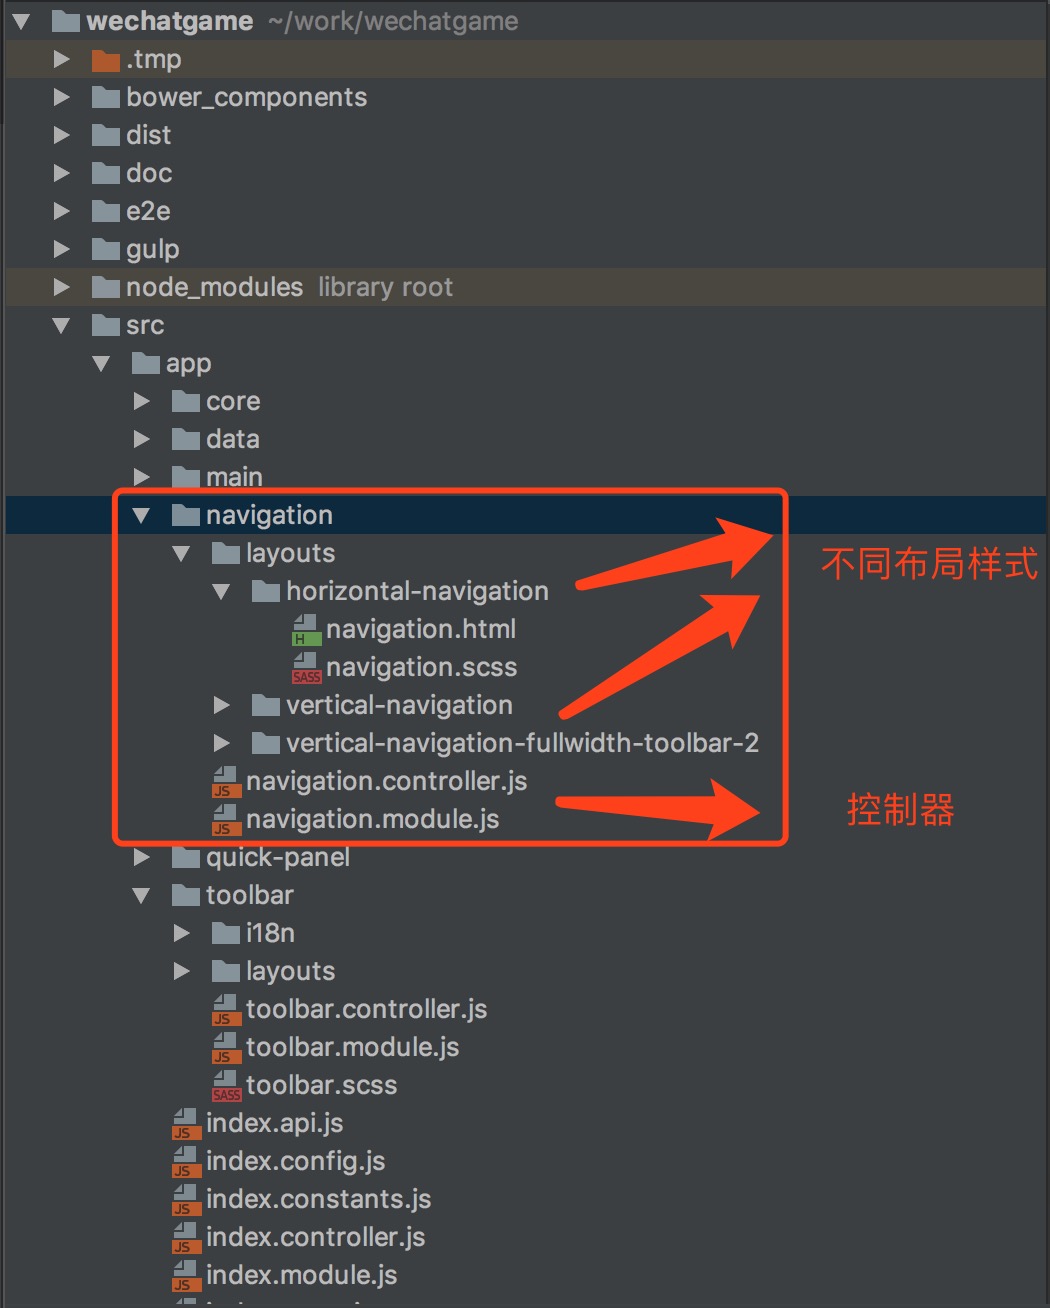 wechatgame ~/work/wechatgame
.tmp
bower_components
dist
doc
e2e
gulp
node_modules library root
src
app
core
data
main
navigation
layouts
不同布局样式
horizontal-navigation
H navigation.html
SASS navigation.scss
vertical-navigation
vertical-navigation-fullwidth-toolbar-2
JS navigation.controller.js
控制器
JS navigation.module.js
quick-panel
toolbar
i18n
layouts
JS toolbar.controller.js
JS toolbar.module.js
SASS toolbar.scss
JS index.api.js
JS index.config.js
JS index.constants.js
JS index.controller.js
JS index.module.js